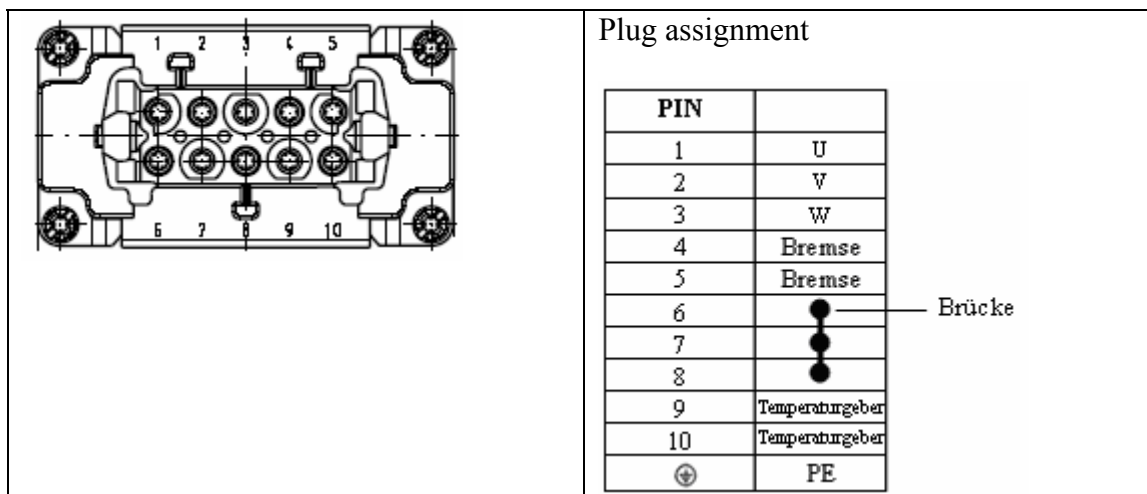 1 2 3 4 5
6 7 8 9 10
Plug assignment
PIN
1 U
2 V
3 W
4 Bremse
5 Bremse
6 Brücke
7
8
9 Temperaturgeber
10 Temperaturgeber
PE